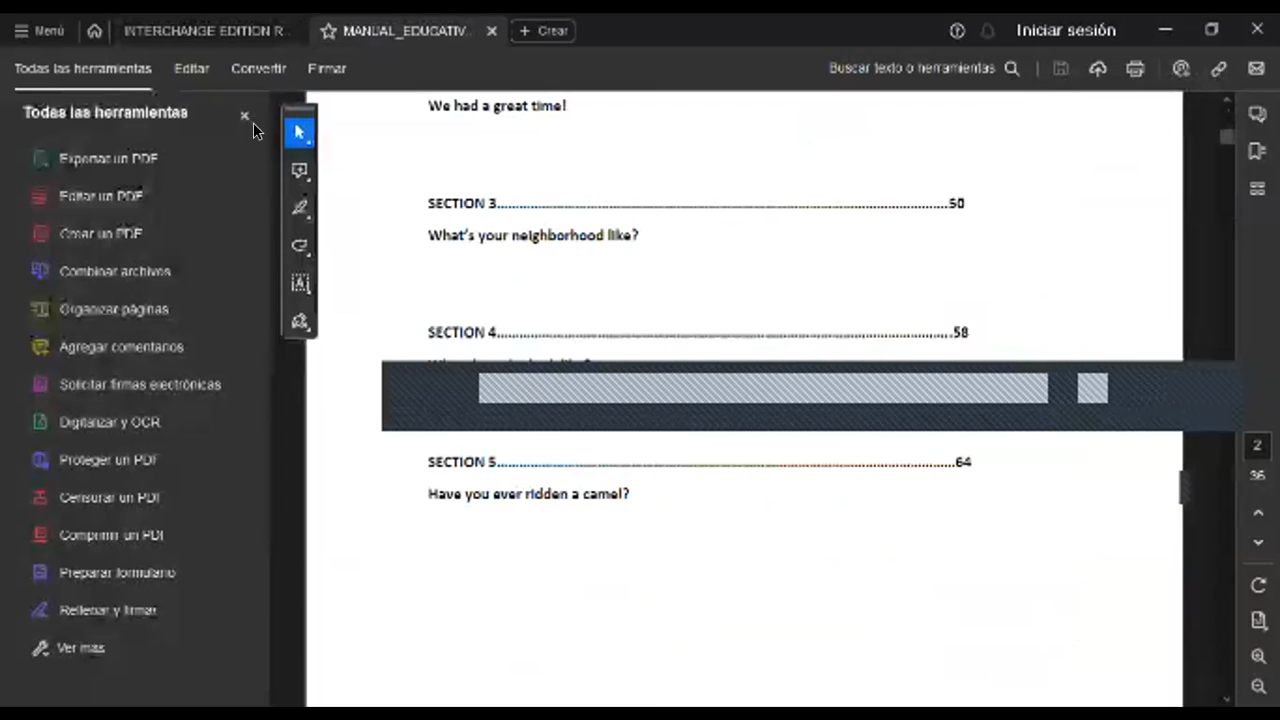 Menú
INTERCHANGE EDITION R...
MANUAL_EDUCATIV...
Crear
Iniciar sesión
Todas las herramientas
Editar
Convertir
Firmar
Buscar texto o herramientas
Todas las herramientas
Exportar un PDF
Editar un PDF
Crear un PDF
Combinar archivos
Organizar páginas
Agregar comentarios
Solicitar firmas electrónicas
Digitalizar y OCR
Proteger un PDF
Censurar un PDF
Comprimir un PDF
Preparar formulario
Rellenar y firmar
Ver más
We had a great time!
SECTION 3..........50
What's your neighborhood like?
SECTION 4..........58
SECTION 5..........64
Have you ever ridden a camel?
2
36